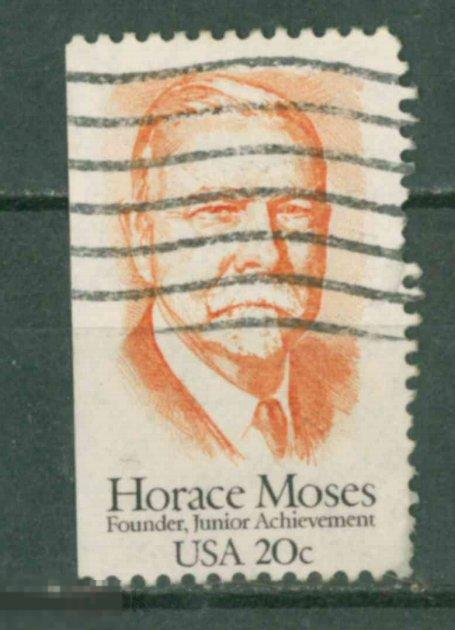 Horace Moses
Founder, Junior Achievement
USA 20c